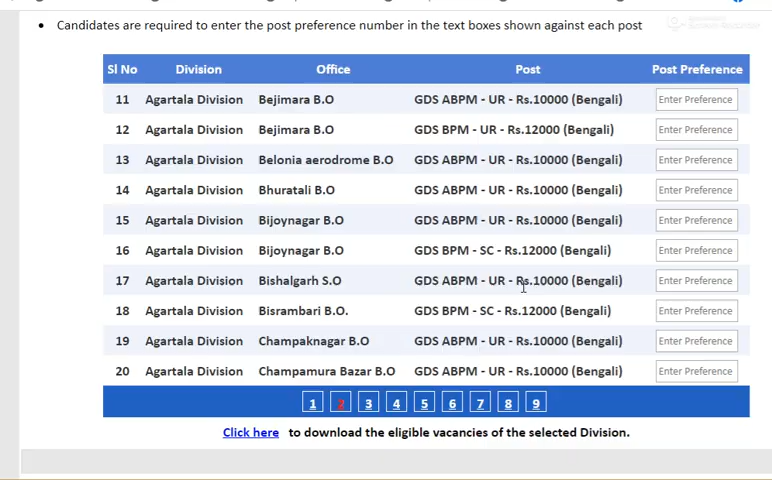 • Candidates are required to enter the post preference number in the text boxes shown against each post
Sl No Division Office Post Post Preference
11 Agartala Division Bejimara B.O GDS ABPM - UR - Rs.10000 (Bengali) Enter Preference
12 Agartala Division Bejimara B.O GDS BPM - UR - Rs.12000 (Bengali) Enter Preference
13 Agartala Division Belonia aerodrome B.O GDS ABPM - UR - Rs.10000 (Bengali) Enter Preference
14 Agartala Division Bhuratali B.O GDS ABPM - UR - Rs.10000 (Bengali) Enter Preference
15 Agartala Division Bijoynagar B.O GDS ABPM - UR - Rs.10000 (Bengali) Enter Preference
16 Agartala Division Bijoynagar B.O GDS BPM - SC - Rs.12000 (Bengali) Enter Preference
17 Agartala Division Bishalgarh S.O GDS ABPM - UR - Rs.10000 (Bengali) Enter Preference
18 Agartala Division Bisrambari B.O. GDS BPM - SC - Rs.12000 (Bengali) Enter Preference
19 Agartala Division Champaknagar B.O GDS ABPM - UR - Rs.10000 (Bengali) Enter Preference
20 Agartala Division Champamura Bazar B.O GDS ABPM - UR - Rs.10000 (Bengali) Enter Preference
1 2 3 4 5 6 7 8 9
Click here to download the eligible vacancies of the selected Division.